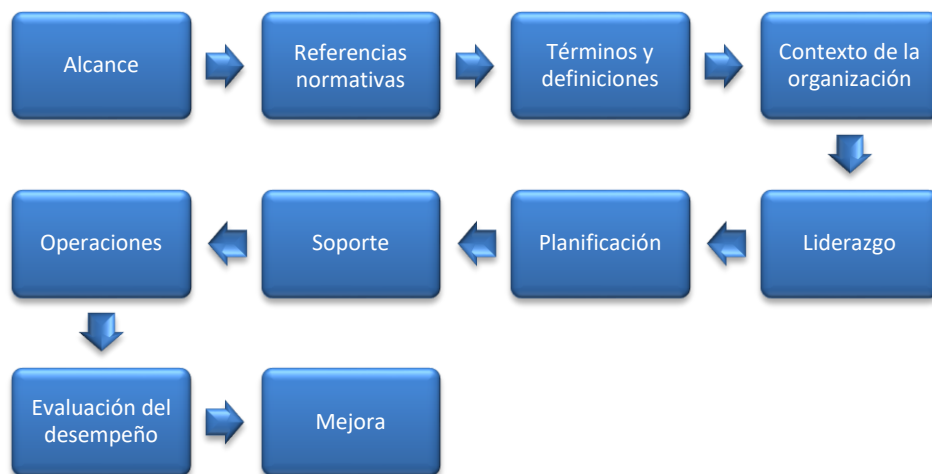 Alcance
Referencias
normativas
Términos y
definiciones
Contexto de la
organización
Liderazgo
Planificación
Soporte
Operaciones
Evaluación del
desempeño
Mejora